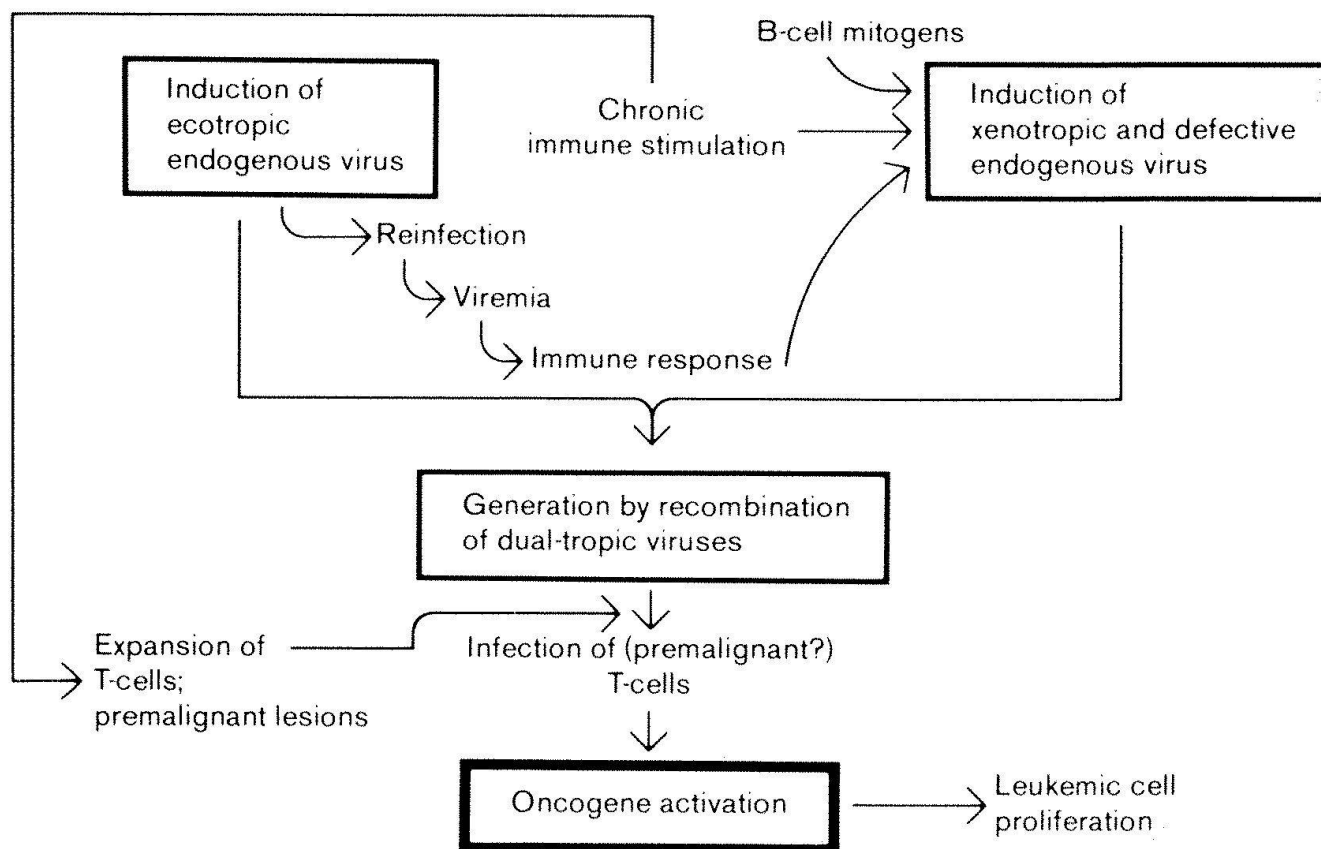 B-cell mitogens
Induction of
ecotropic
endogenous virus
Chronic
immune stimulation
Induction of
xenotropic and defective
endogenous virus
Reinfection
Viremia
Immune response
Generation by recombination
of dual-tropic viruses
Expansion of
T-cells;
premalignant lesions
Infection of (premalignant?)
T-cells
Oncogene activation
Leukemic cell
proliferation